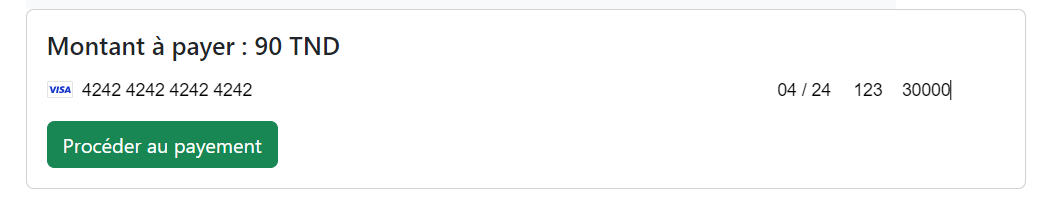 Montant à payer : 90 TND
VISA 4242 4242 4242 4242 04 / 24 123 30000
Procéder au payement